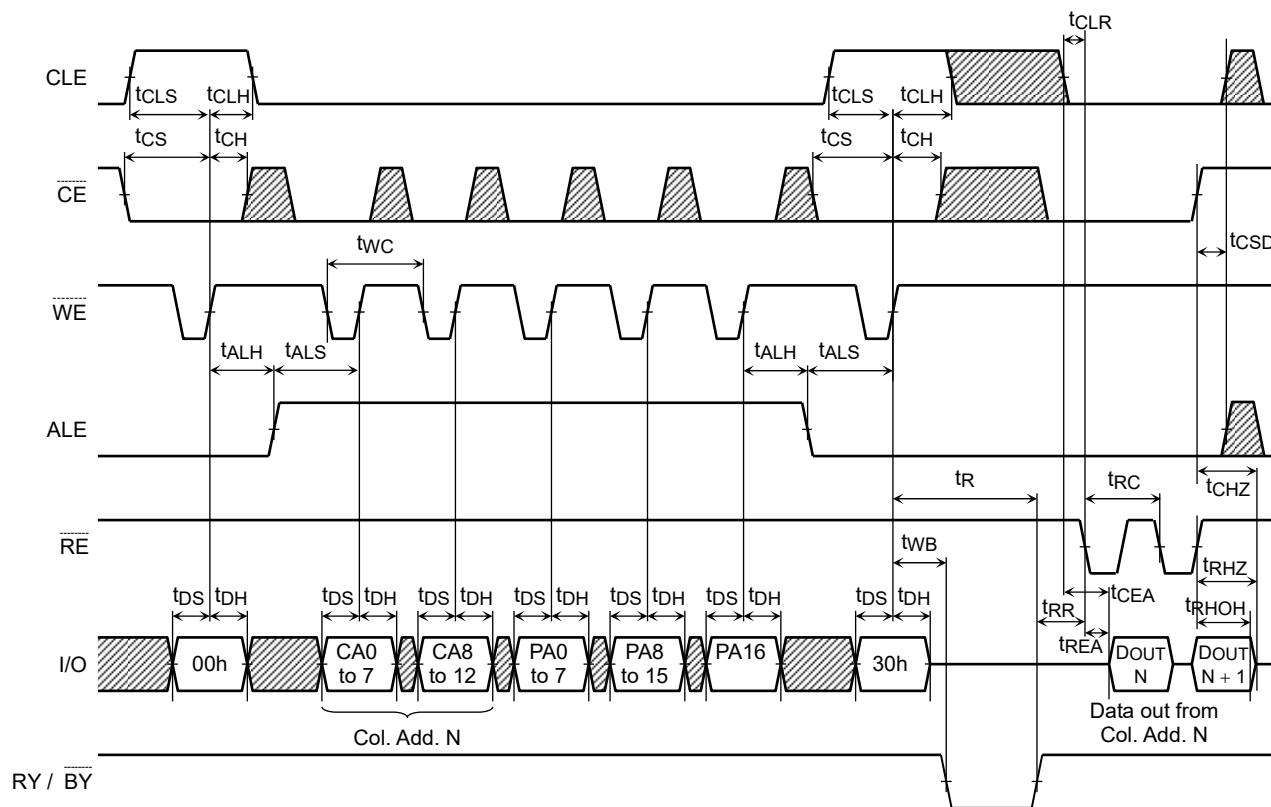 tCLR
CLE
tCLS tCLH tCLS tCLH
tCS tCH tCS tCH
CE
tCSD
tWC
WE
tALH tALS tALH tALS
ALE
tR tRC tCHZ
RE
tWB
tRHZ
tDS tDH tDS tDH tDS tDH tDS tDH tDS tDH tDS tDH tDS tDH
tCEA
tRR tRHOH
tREA
I/O 00h CA0 to 7 CA8 to 12 PA0 to 7 PA8 to 15 PA16 30h DOUT N DOUT N + 1
Col. Add. N
Data out from
Col. Add. N
RY / BY